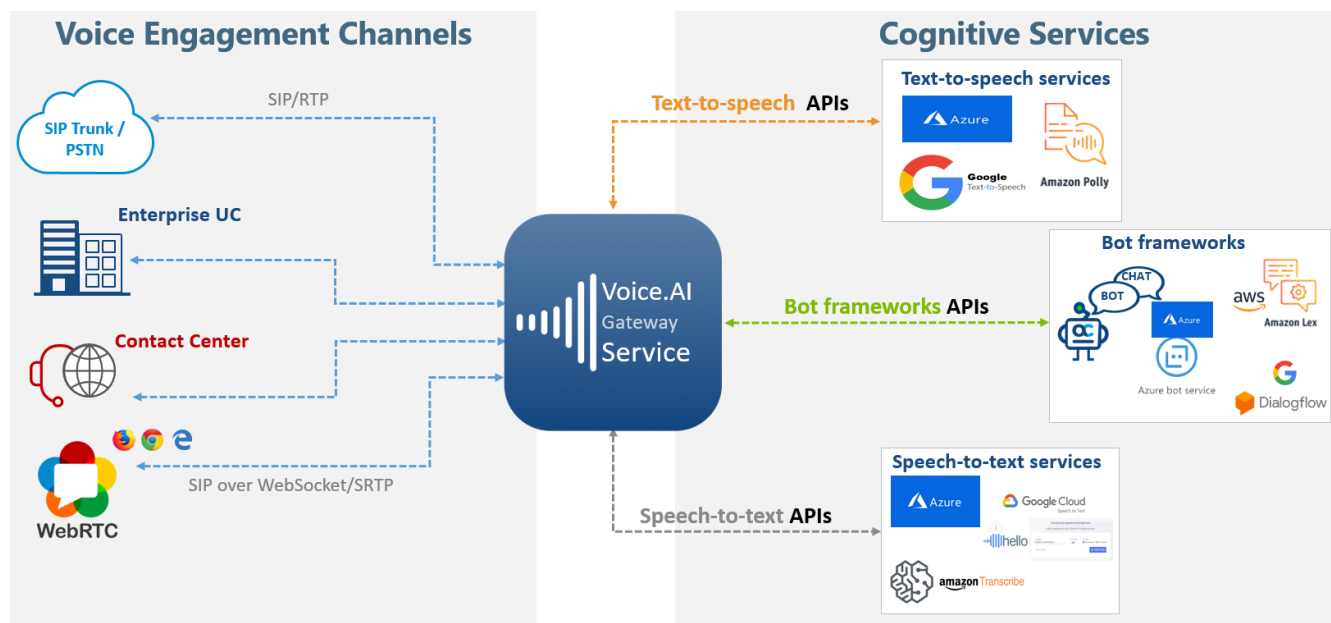 Voice Engagement Channels
SIP/RTP
SIP Trunk /
PSTN
Enterprise UC
Contact Center
SIP over WebSocket/SRTP
WebRTC
Voice.AI
Gateway
Service
Cognitive Services
Text-to-speech APIs
Text-to-speech services
Azure
Google
Text-to-Speech
Amazon Polly
Bot frameworks APIs
Bot frameworks
CHAT
BOT
Azure
Azure bot service
aws
Amazon Lex
Dialogflow
Speech-to-text APIs
Speech-to-text services
Azure
Google Cloud
Speech to Text
hello
amazon Transcribe